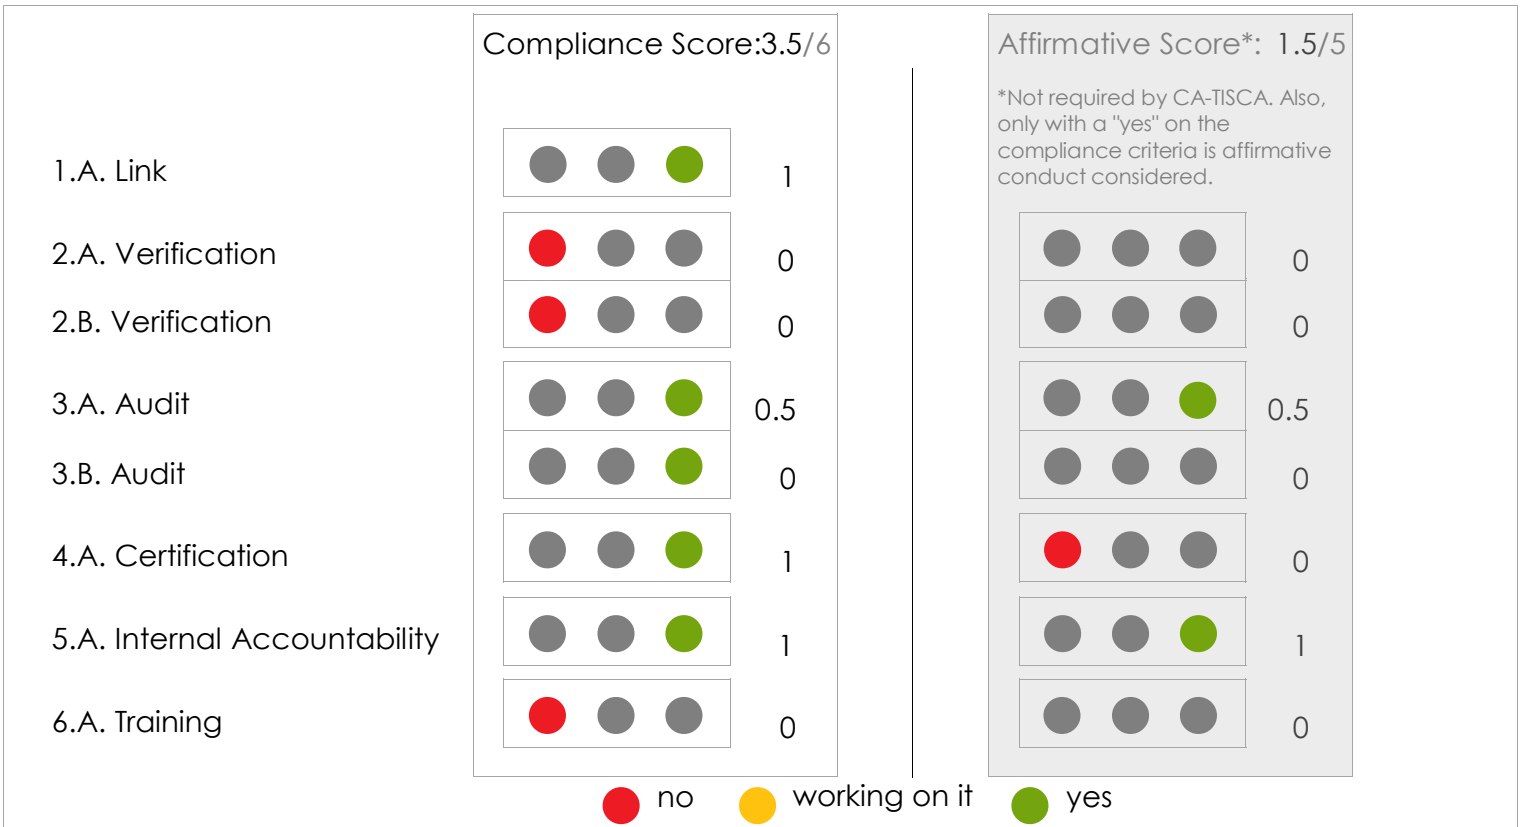 Compliance Score:3.5/6
Affirmative Score*: 1.5/5
*Not required by CA-TISCA. Also,
only with a "yes" on the
compliance criteria is affirmative
conduct considered.
1.A. Link 1
2.A. Verification 0 0
2.B. Verification 0 0
3.A. Audit 0.5 0.5
3.B. Audit 0 0
4.A. Certification 1 0
5.A. Internal Accountability 1 1
6.A. Training 0 0
no working on it yes